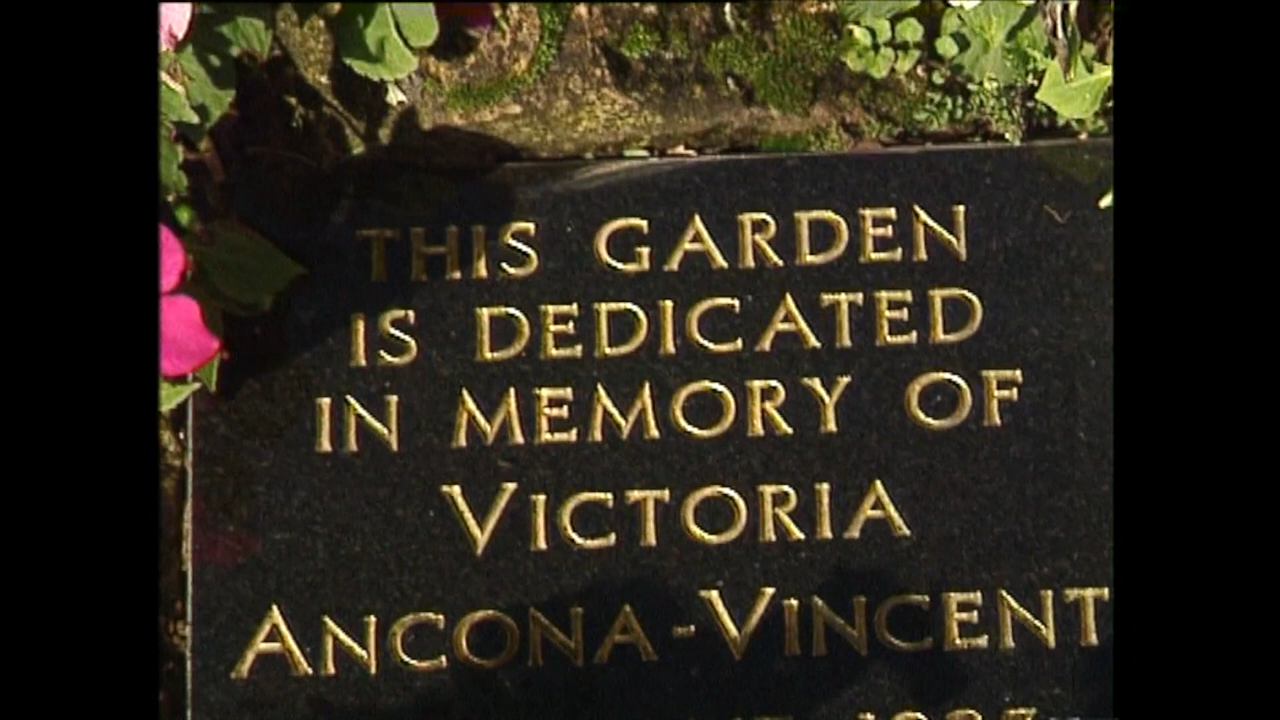 THIS GARDEN
IS DEDICATED
IN MEMORY OF
VICTORIA
ANCONA-VINCENT